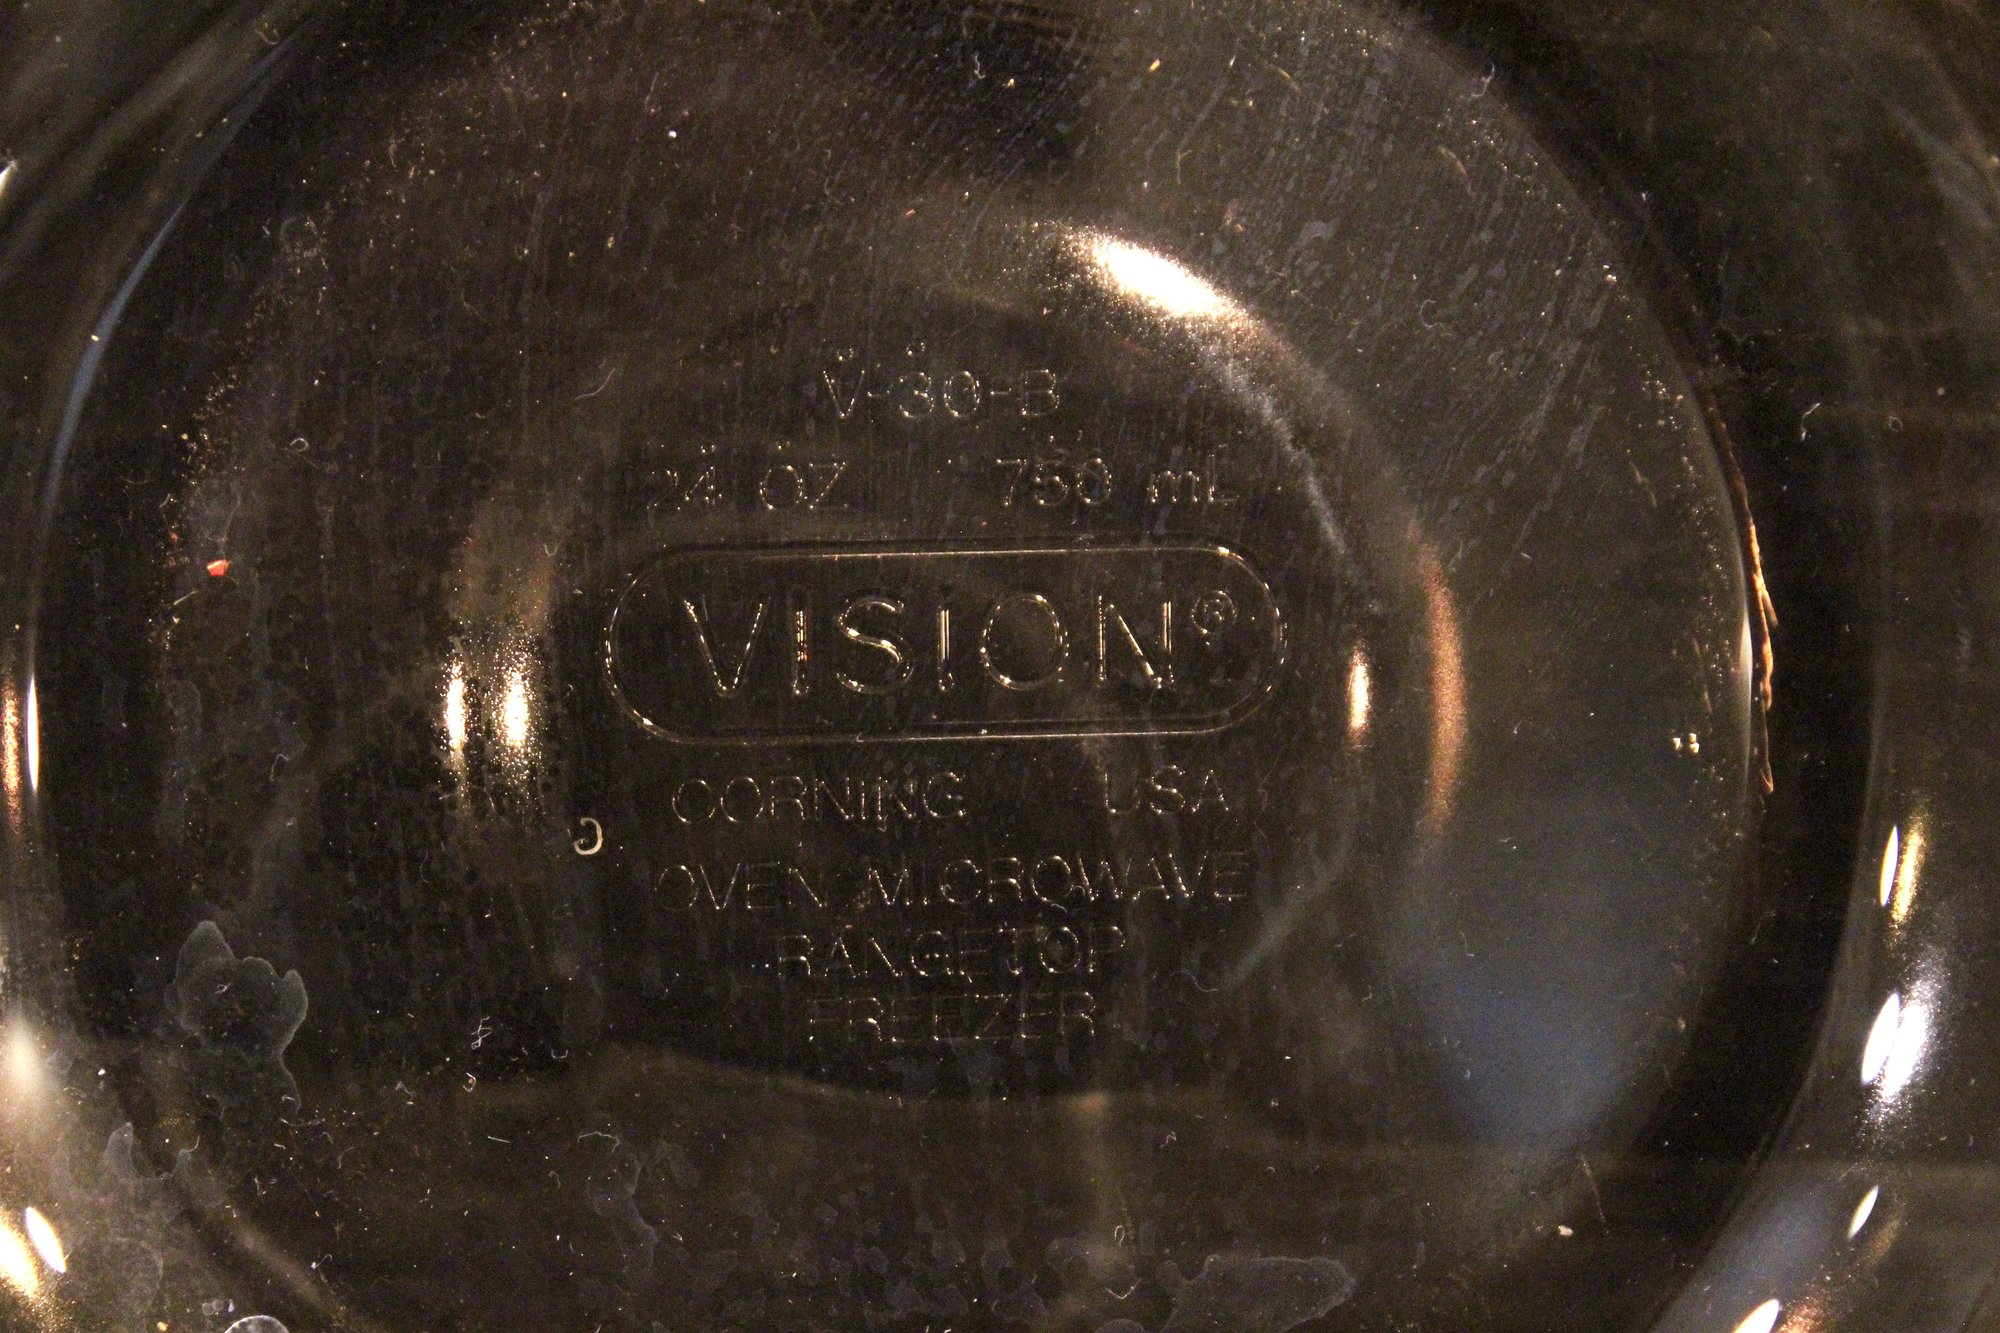 V-30-B
24 OZ 750 mL
VISION®
CORNING USA
OVEN MICROWAVE
RANGETOP
FREEZER